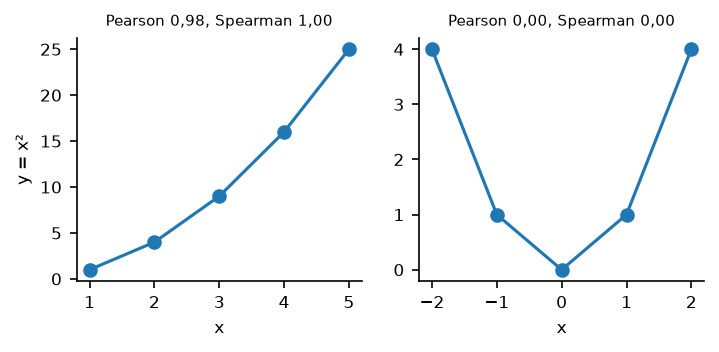 Pearson 0,98, Spearman 1,00
y = x²
25
20
15
10
5
0
1 2 3 4 5
x
Pearson 0,00, Spearman 0,00
4
3
2
1
0
−2 −1 0 1 2
x